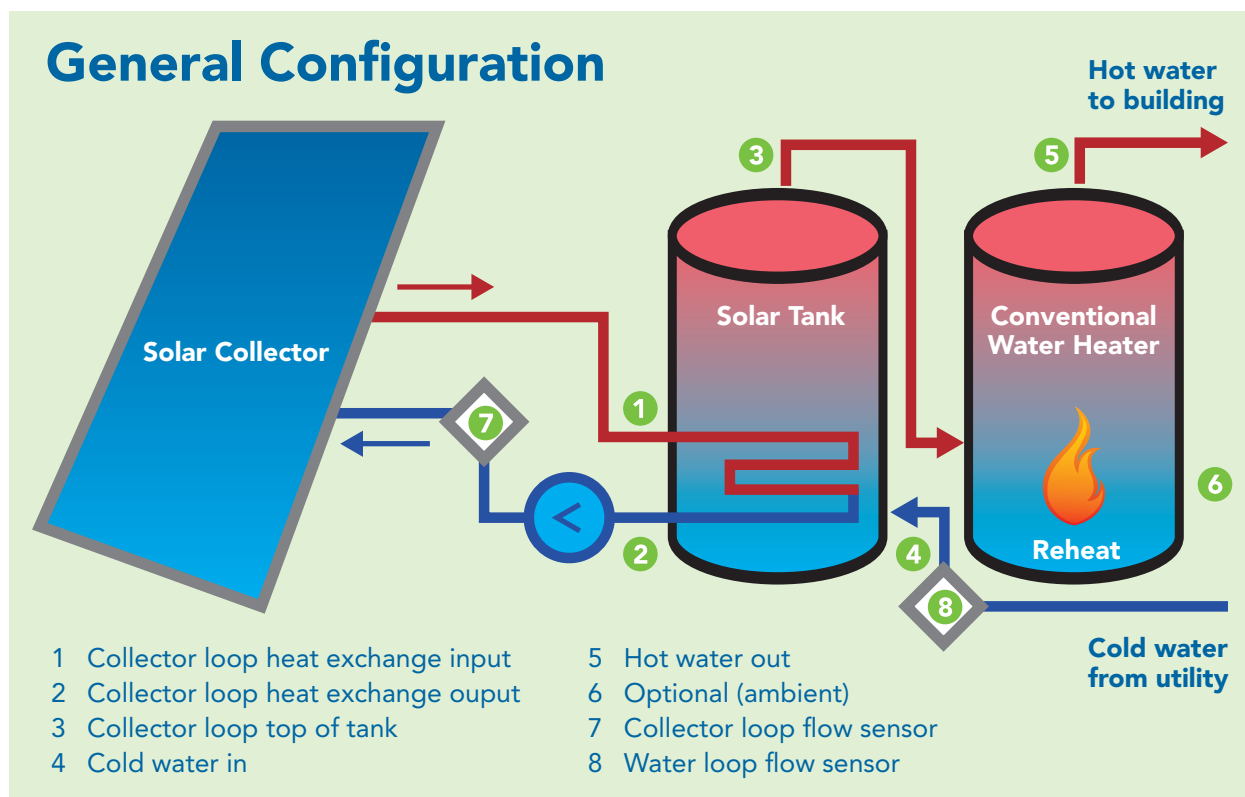 General Configuration
Hot water
to building
3
5
Solar Tank
Conventional
Water Heater
Solar Collector
1
7
6
2
4
Reheat
8
Cold water
from utility
1 Collector loop heat exchange input
2 Collector loop heat exchange ouput
3 Collector loop top of tank
4 Cold water in
5 Hot water out
6 Optional (ambient)
7 Collector loop flow sensor
8 Water loop flow sensor